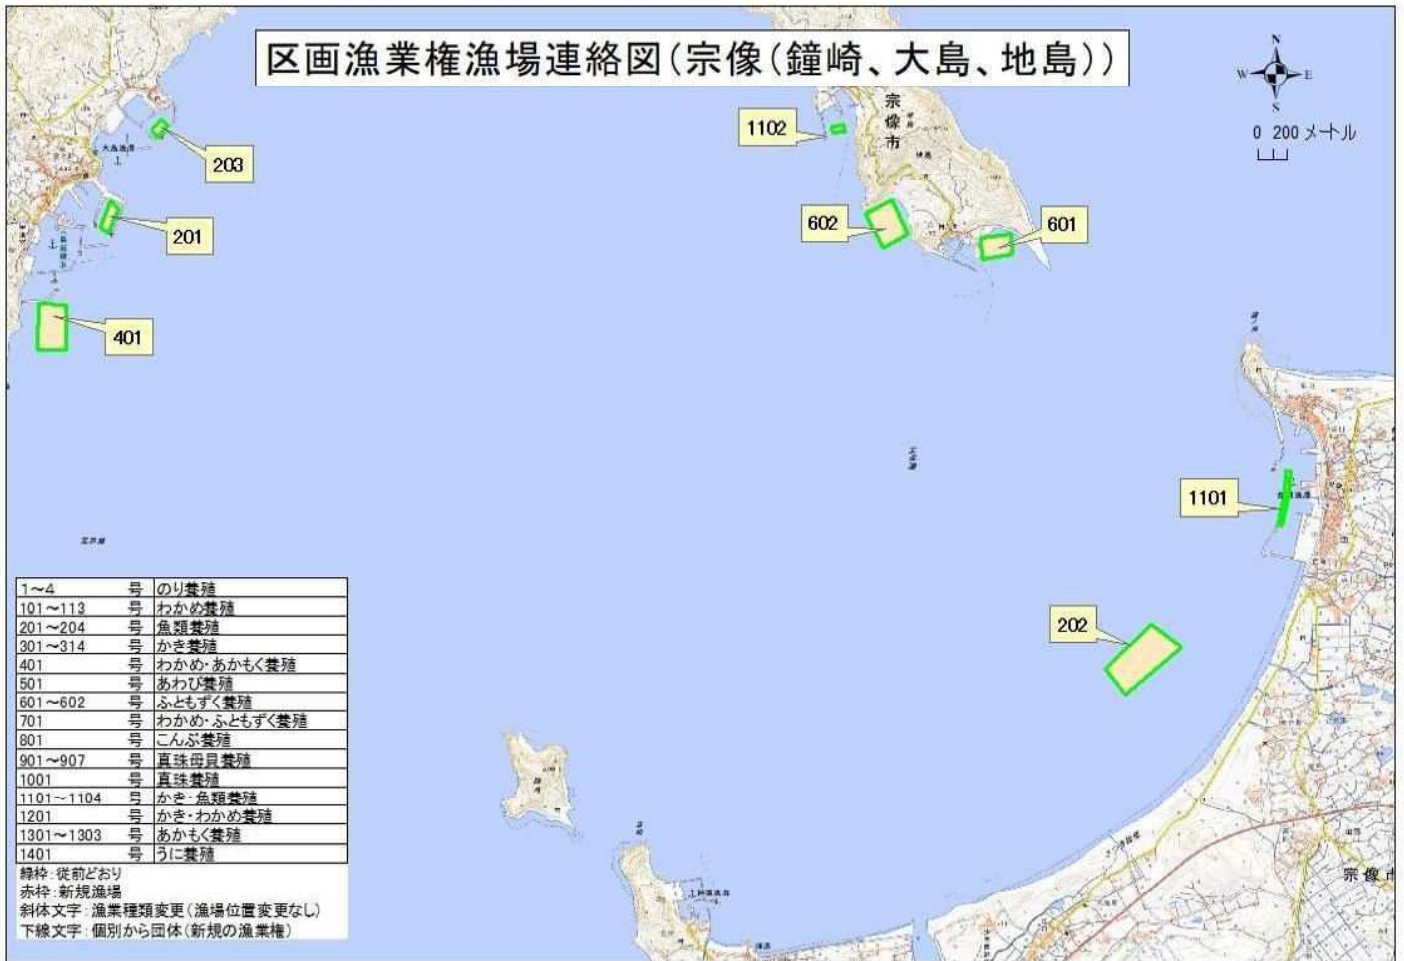 区画漁業権漁場連絡図(宗像(鐘崎、大島、地島))
N
W E
S
0 200 メートル
203
201
401
1102
宗像市
602
601
1101
202
宗像市
1~4 号 のり養殖
101~113 号 わかめ養殖
201~204 号 魚類養殖
301~314 号 かき養殖
401 号 わかめ・あかもく養殖
501 号 あわび養殖
601~602 号 ふともずく養殖
701 号 わかめ・ふともずく養殖
801 号 こんぶ養殖
901~907 号 真珠母貝養殖
1001 号 真珠養殖
1101~1104 号 かき・魚類養殖
1201 号 かき・わかめ養殖
1301~1303 号 あかもく養殖
1401 号 うに養殖
緑枠:従前どおり
赤枠:新規漁場
斜体文字:漁業種類変更(漁場位置変更なし)
下線文字:個別から団体(新規の漁業権)